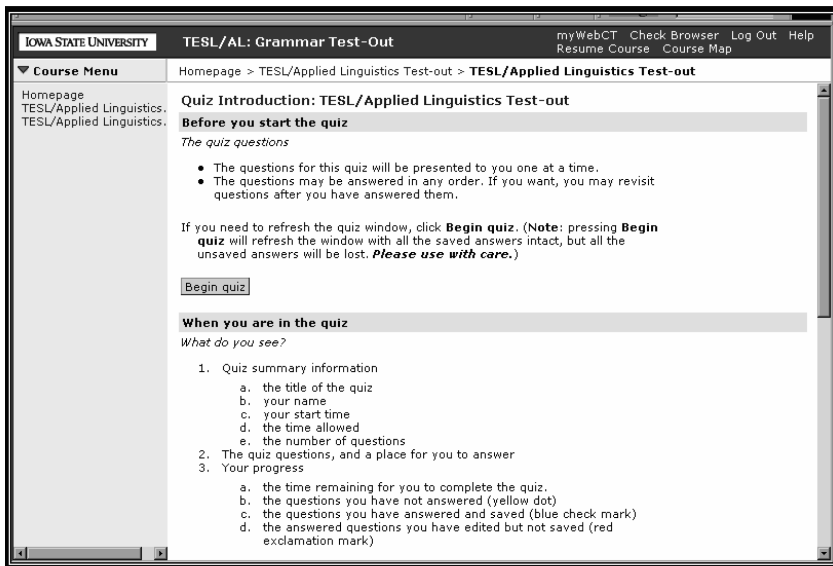 IOWA STATE UNIVERSITY
TESL/AL: Grammar Test-Out
myWebCT Check Browser Log Out Help
Resume Course Course Map
Course Menu
Homepage > TESL/Applied Linguistics Test-out > TESL/Applied Linguistics Test-out
Homepage
TESL/Applied Linguistics.
TESL/Applied Linguistics.
Quiz Introduction: TESL/Applied Linguistics Test-out
Before you start the quiz
The quiz questions
• The questions for this quiz will be presented to you one at a time.
• The questions may be answered in any order. If you want, you may revisit
questions after you have answered them.
If you need to refresh the quiz window, click Begin quiz. (Note: pressing Begin
quiz will refresh the window with all the saved answers intact, but all the
unsaved answers will be lost. Please use with care.)
Begin quiz
When you are in the quiz
What do you see?
1. Quiz summary information
a. the title of the quiz
b. your name
c. your start time
d. the time allowed
e. the number of questions
2. The quiz questions, and a place for you to answer
3. Your progress
a. the time remaining for you to complete the quiz.
b. the questions you have not answered (yellow dot)
c. the questions you have answered and saved (blue check mark)
d. the answered questions you have edited but not saved (red
exclamation mark)